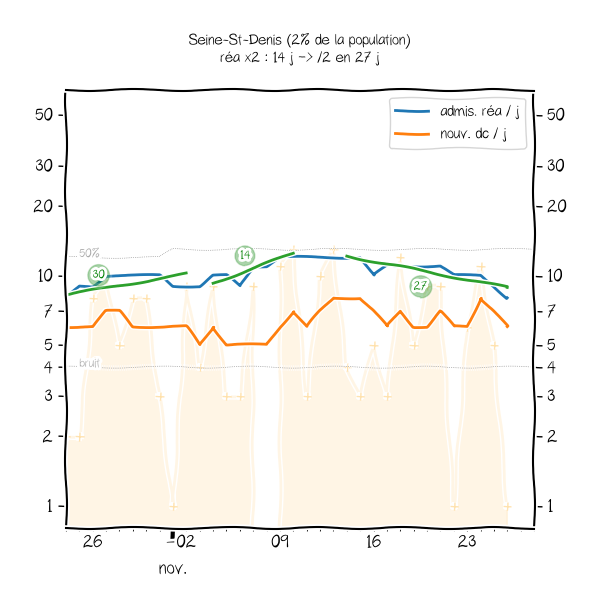 Seine-St-Denis (2% de la population)
réa x2 : 14 j -> /2 en 27 j
admis. réa / j
nouv. dc / j
50 50
30 30
20 20
50%
14
30
27
10 10
7 7
5 5
bruit
4 4
3 3
2 2
1 1
26 02 09 16 23
nov.